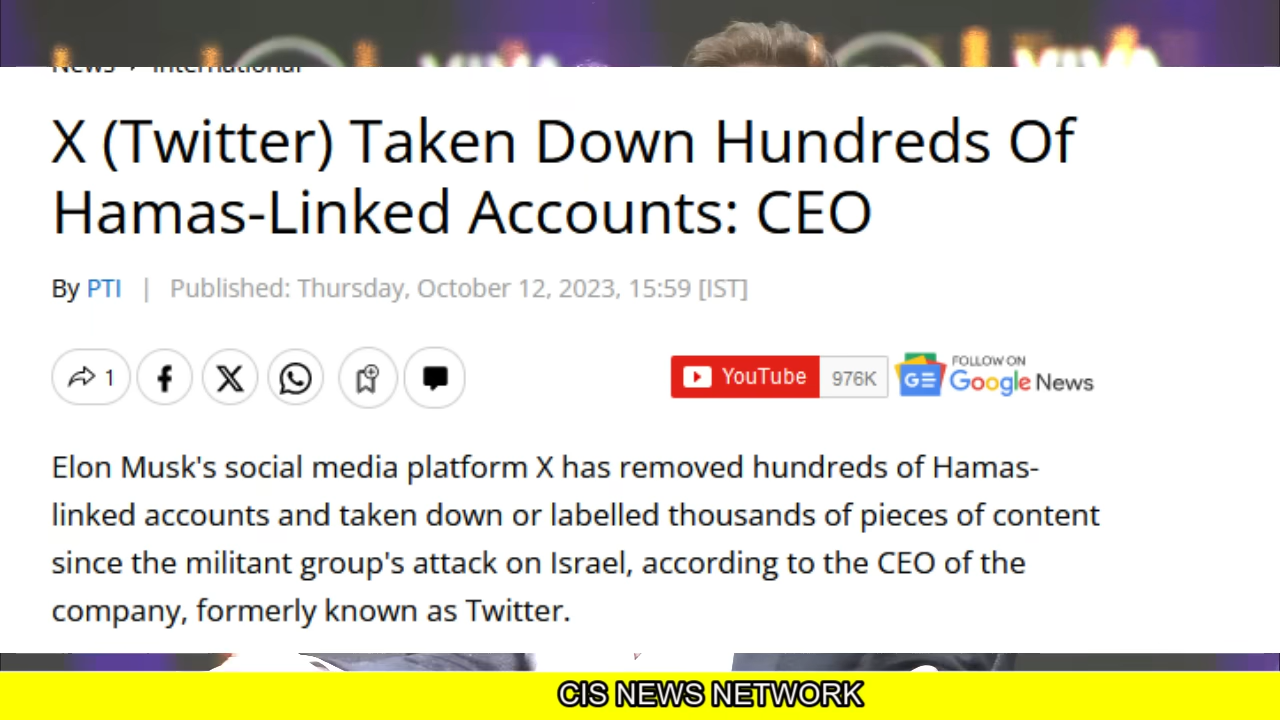 News > International
X (Twitter) Taken Down Hundreds Of
Hamas-Linked Accounts: CEO
By PTI | Published: Thursday, October 12, 2023, 15:59 [IST]
1
YouTube 976K
FOLLOW ON
Google News
Elon Musk's social media platform X has removed hundreds of Hamas-
linked accounts and taken down or labelled thousands of pieces of content
since the militant group's attack on Israel, according to the CEO of the
company, formerly known as Twitter.
CIS NEWS NETWORK